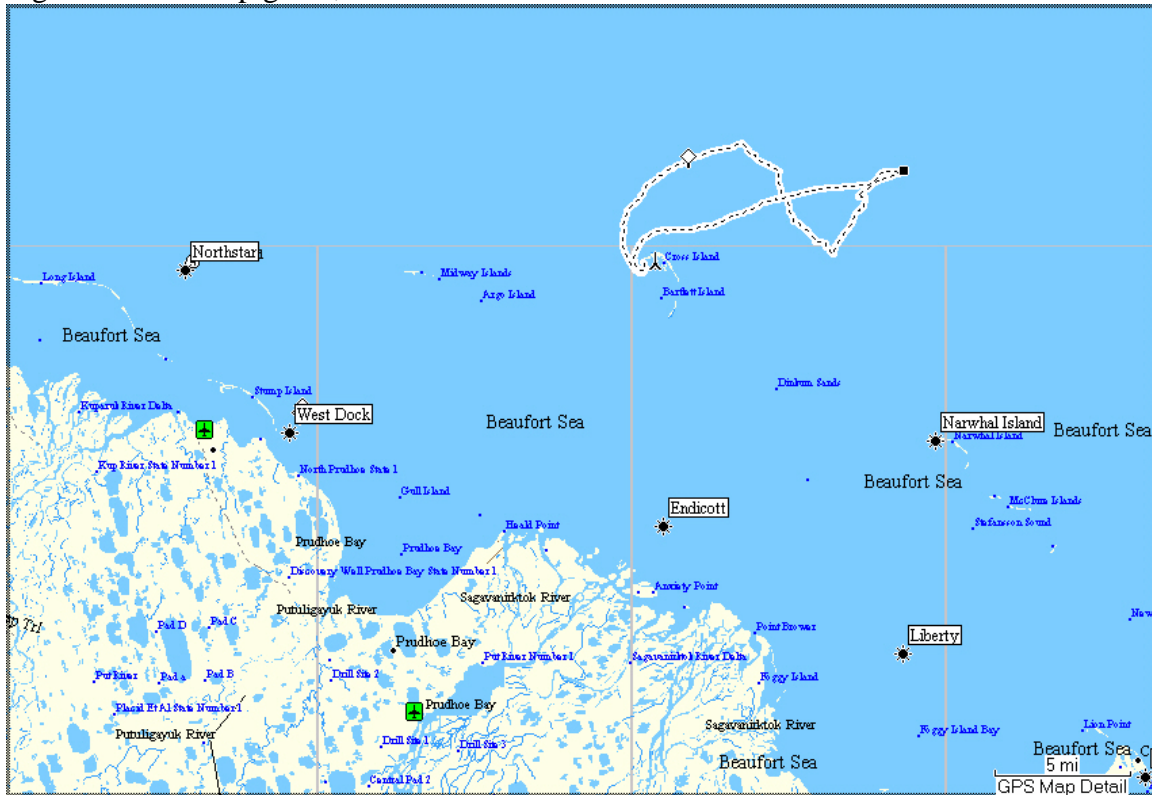 Northstar
Cross Island
Long Island
Midway Islands
Argo Island
Bartlett Island
Beaufort Sea
Dinkum Sands
Stump Island
Kuparuk River Delta
West Dock
Beaufort Sea
Narwhal Island
Beaufort Sea
Narwhal Island
Kup River State Number 1
North Prudhoe State 1
Beaufort Sea
Gull Island
McClure Islands
Endicott
Stefansson Sound
Heald Point
Prudhoe Bay
Prudhoe Bay
Discovery Well Prudhoe Bay State Number 1
Anxiety Point
Sagavanirktok River
Putuligayuk River
Trl
Pad D
Pad C
Point Brower
Liberty
Prudhoe Bay
Put River Number 1
Sagavanirktok River Delta
Put River
Pad A
Pad B
Drill Site 2
Foggy Island
Prudhoe Bay
Placid Et Al State Number 1
Sagavanirktok River
Lion Point
Putuligayuk River
Foggy Island Bay
Drill Site 1
Drill Site 3
Beaufort Sea
Beaufort Sea
5 mi
Central Pad 2
GPS Map Detail